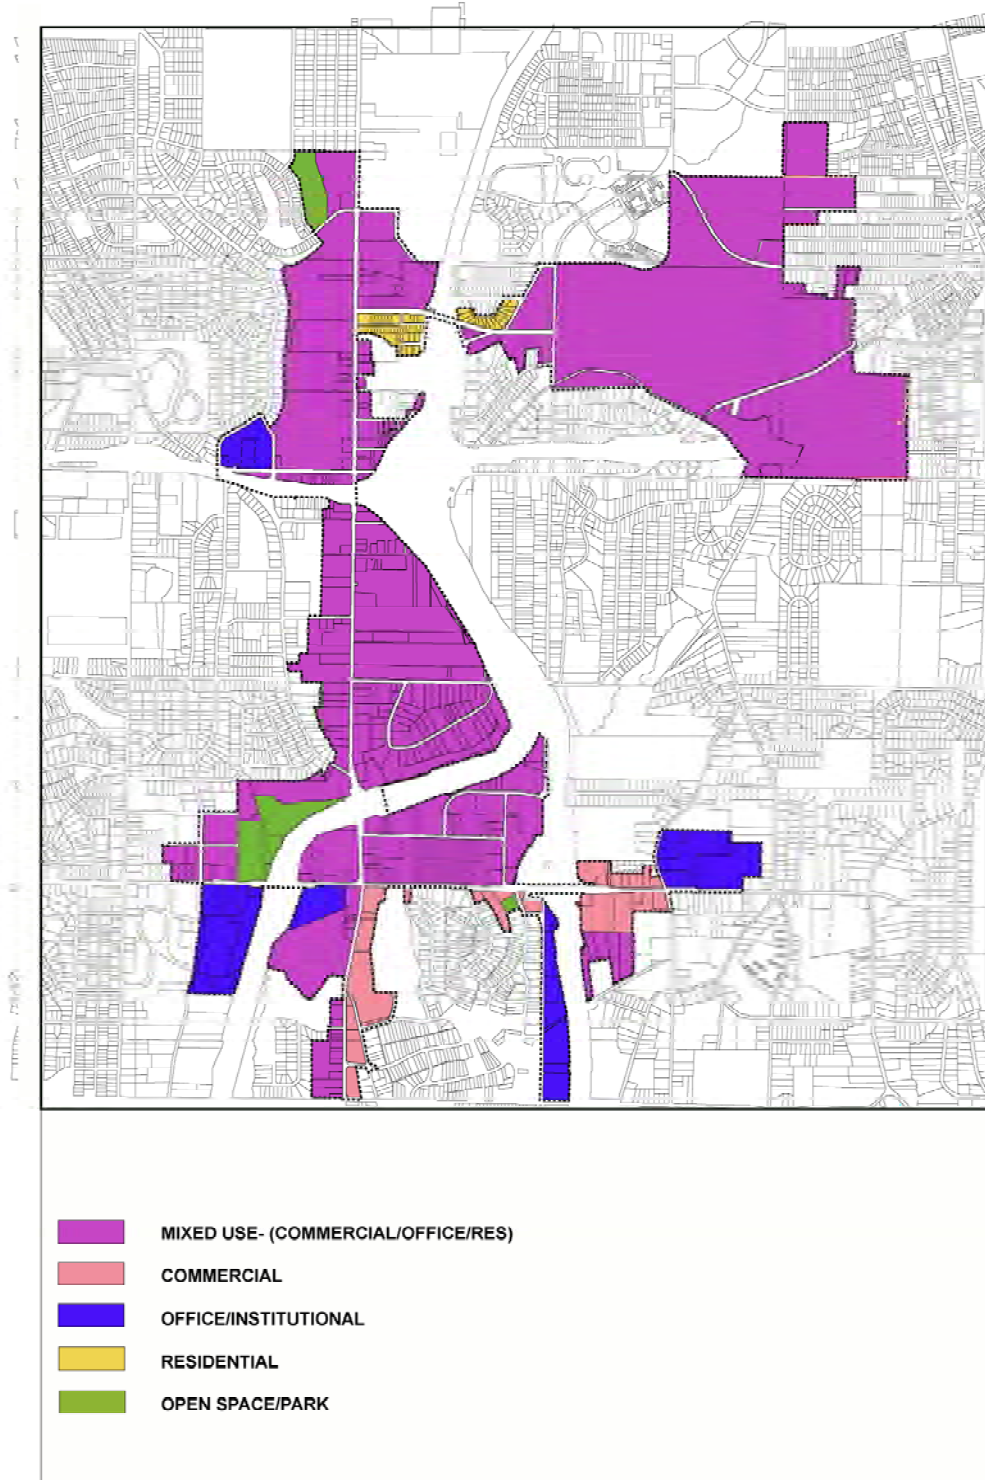 MIXED USE- (COMMERCIAL/OFFICE/RES)
COMMERCIAL
OFFICE/INSTITUTIONAL
RESIDENTIAL
OPEN SPACE/PARK